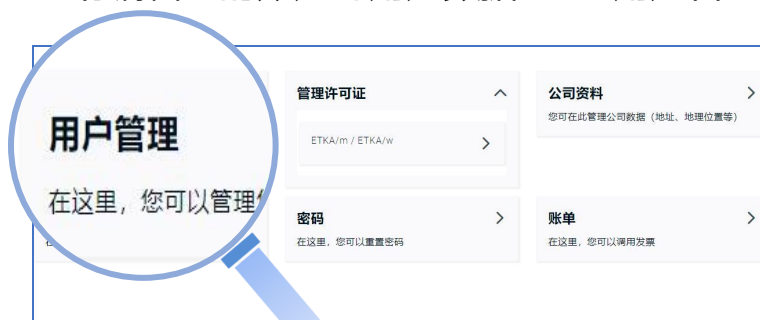 用户管理
在这里，您可以管理
管理许可证
ETKA/m / ETKA/w
公司资料
您可在此管理公司数据（地址、地理位置等）
密码
在这里，您可以重置密码
账单
在这里，您可以调用发票